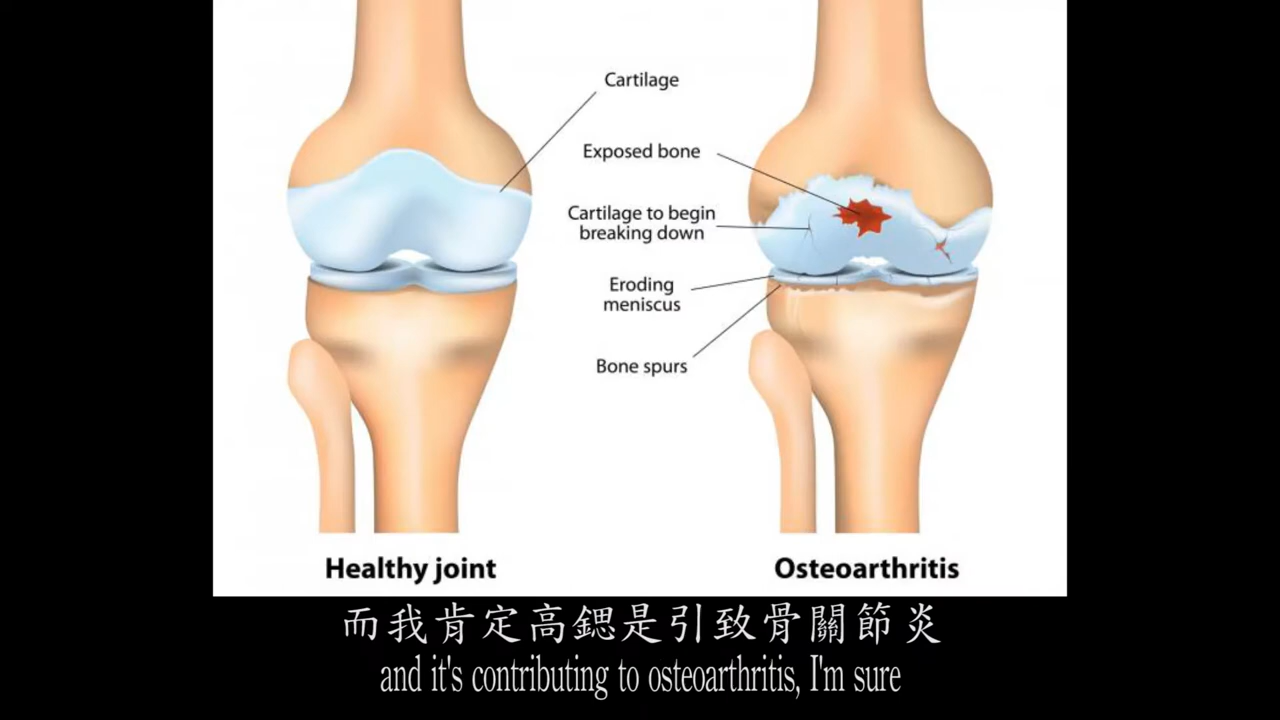 Cartilage
Exposed bone
Cartilage to begin
breaking down
Eroding
meniscus
Bone spurs
Healthy joint
Osteoarthritis
而我肯定高鍶是引致骨關節炎
and it's contributing to osteoarthritis, I'm sure